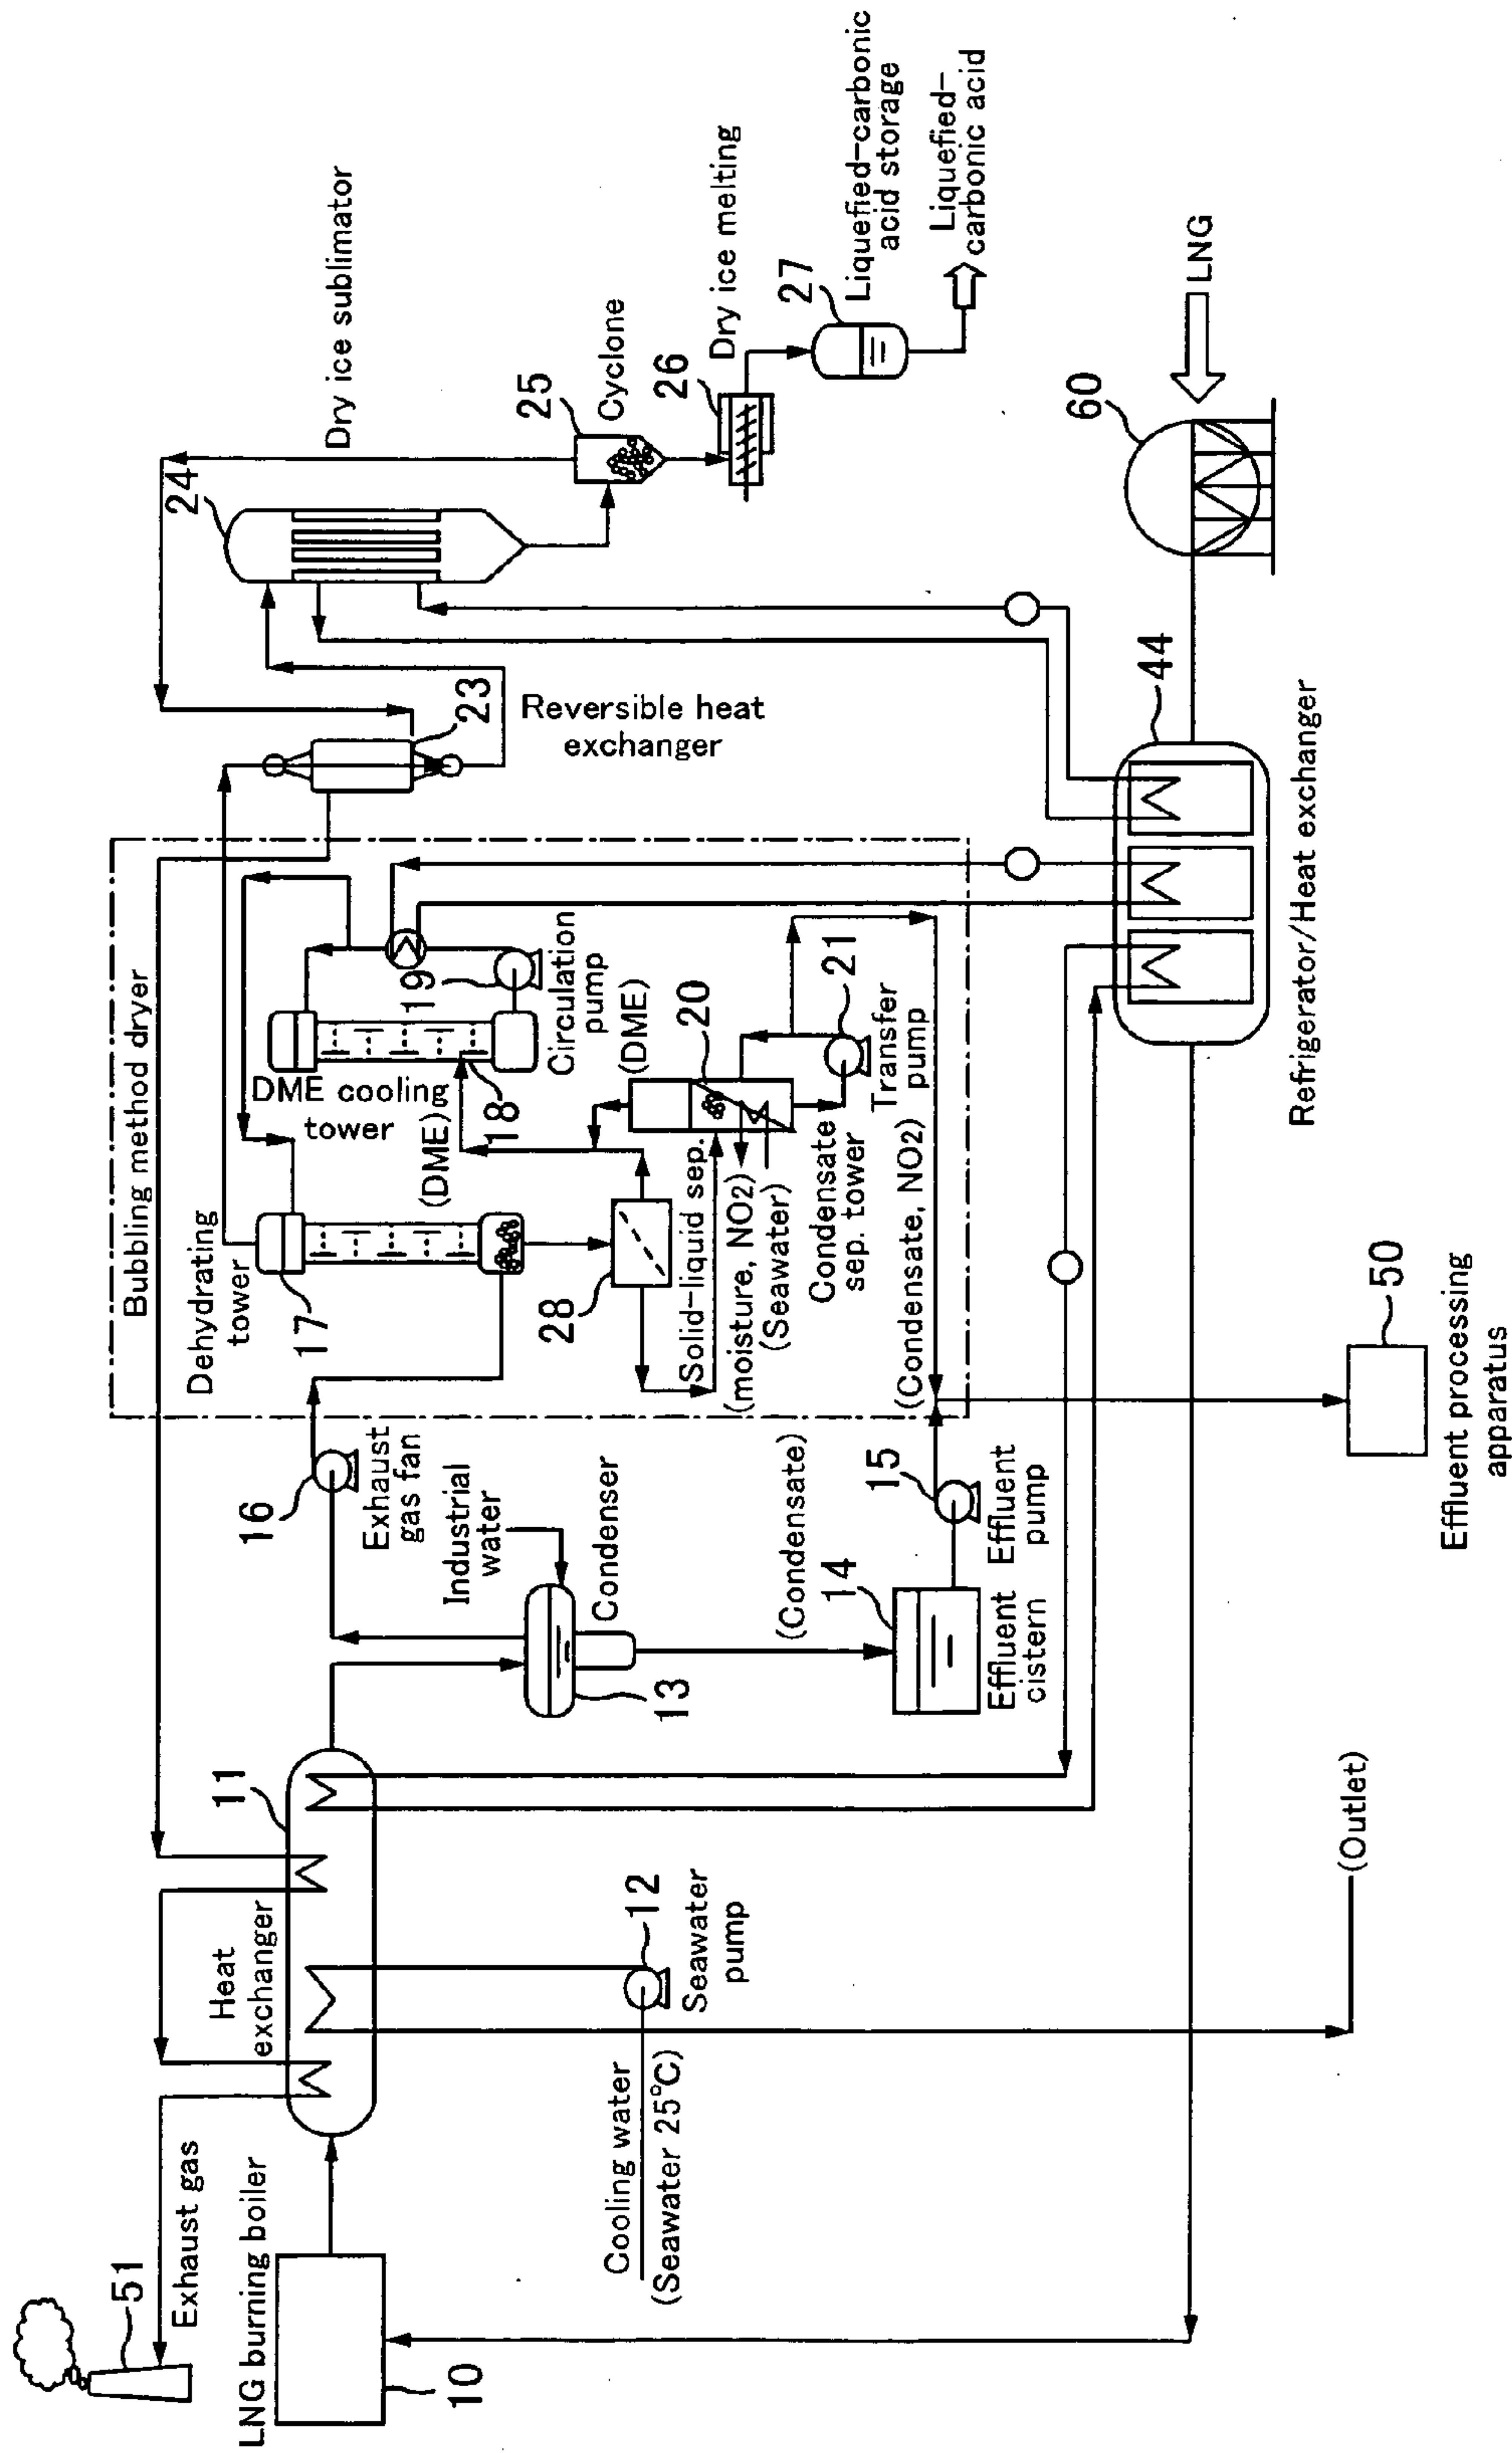 51
Exhaust gas
LNG burning boiler
10
Heat
exchanger
11
Cooling water
(Seawater 25°C)
12
Seawater
pump
(Outlet)
13
Condenser
Industrial
water
16
Exhaust
gas fan
(Condensate)
14
Effluent
cistern
15
Effluent
pump
50
Effluent processing
apparatus
Bubbling method dryer
Dehydrating
tower
17
28
Solid-liquid sep.
(moisture, NO2)
(Seawater)
Condensate
sep. tower
(Condensate, NO2)
DME cooling
tower
(DME)
18
19
Circulation
pump
(DME)
20
21
Transfer
pump
23
Reversible heat
exchanger
24
Dry ice sublimator
25
Cyclone
26
Dry ice melting
27
Liquefied-carbonic
acid storage
Liquefied-
carbonic acid
44
Refrigerator/Heat exchanger
60
LNG